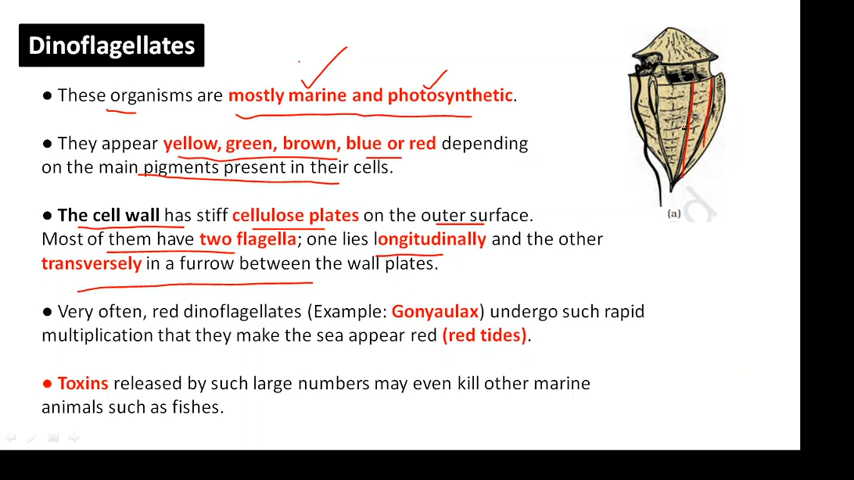 Dinoflagellates
● These organisms are mostly marine and photosynthetic.
● They appear yellow, green, brown, blue or red depending
on the main pigments present in their cells.
● The cell wall has stiff cellulose plates on the outer surface.
Most of them have two flagella; one lies longitudinally and the other
transversely in a furrow between the wall plates.
● Very often, red dinoflagellates (Example: Gonyaulax) undergo such rapid
multiplication that they make the sea appear red (red tides).
● Toxins released by such large numbers may even kill other marine
animals such as fishes.
(a)
d